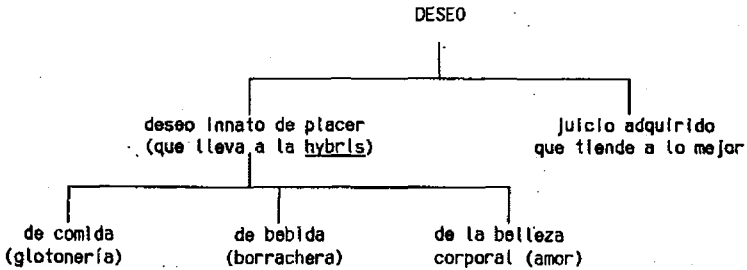 DESEO
deseo innato de placer
(que lleva a la hybris)
juicio adquirido
que tiende a lo mejor
de comida
(glotonería)
de bebida
(borrachera)
de la belleza
corporal (amor)